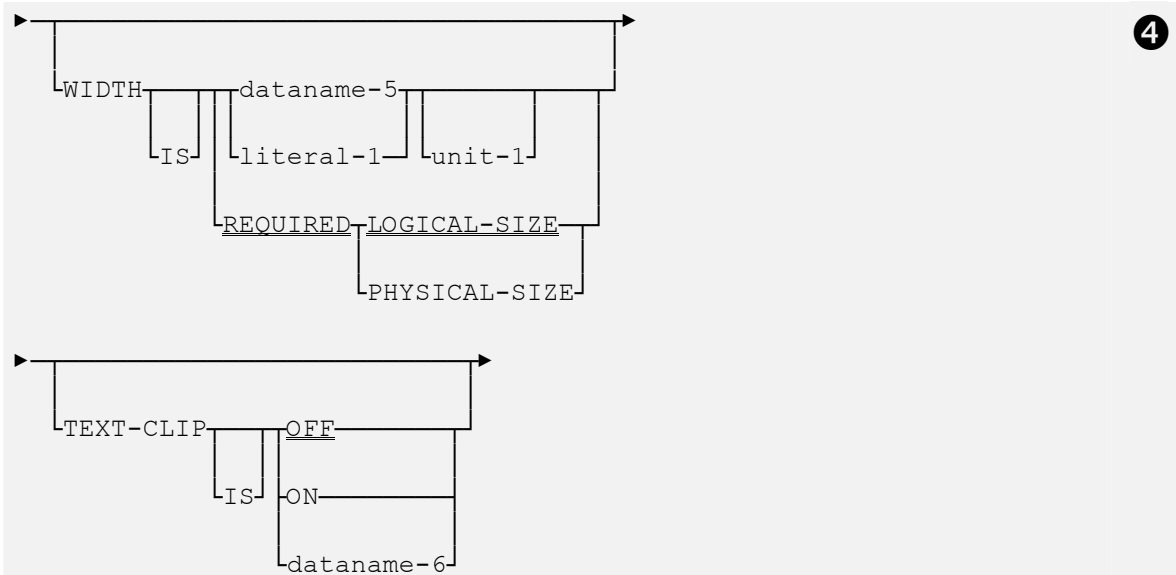 ❹
WIDTH dataname-5
IS literal-1 unit-1
REQUIRED LOGICAL-SIZE
PHYSICAL-SIZE
TEXT-CLIP OFF
IS ON
dataname-6